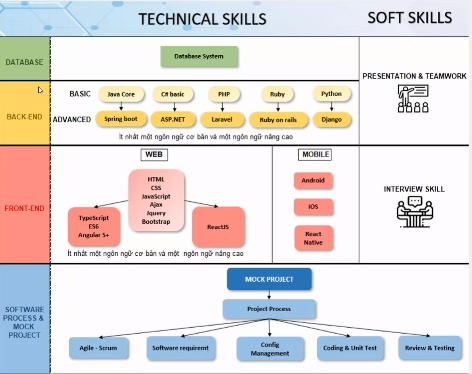 TECHNICAL SKILLS
SOFT SKILLS
DATABASE
Database System
PRESENTATION & TEAMWORK
BACK-END
BASIC
Java Core
C# basic
PHP
Ruby
Python
ADVANCED
Spring boot
ASP.NET
Laravel
Ruby on rails
Django
Ít nhất một ngôn ngữ cơ bản và một ngôn ngữ nâng cao
FRONT-END
WEB
MOBILE
HTML
CSS
JavaScript
Ajax
Jquery
Bootstrap
TypeScript
ES6
Angular 5+
ReactJS
Android
IOS
React
Native
INTERVIEW SKILL
Ít nhất một ngôn ngữ cơ bản và một ngôn ngữ nâng cao
SOFTWARE
PROCESS &
MOCK
PROJECT
MOCK PROJECT
Project Process
Agile - Scrum
Software requiremt
Config
Management
Coding & Unit Test
Review & Testing